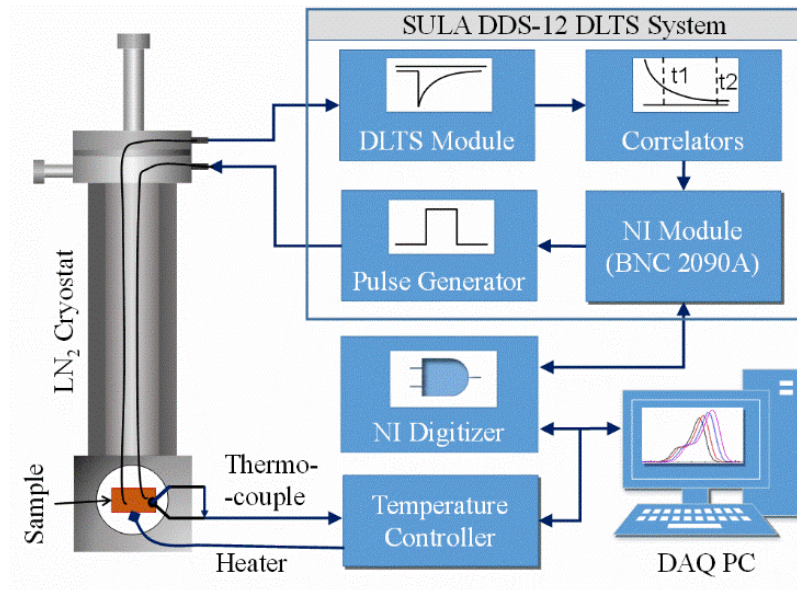 SULA DDS-12 DLTS System
DLTS Module
t1
t2
Correlators
Pulse Generator
NI Module
(BNC 2090A)
LN₂ Cryostat
NI Digitizer
Sample
Thermo-
-couple
Heater
Temperature
Controller
DAQ PC